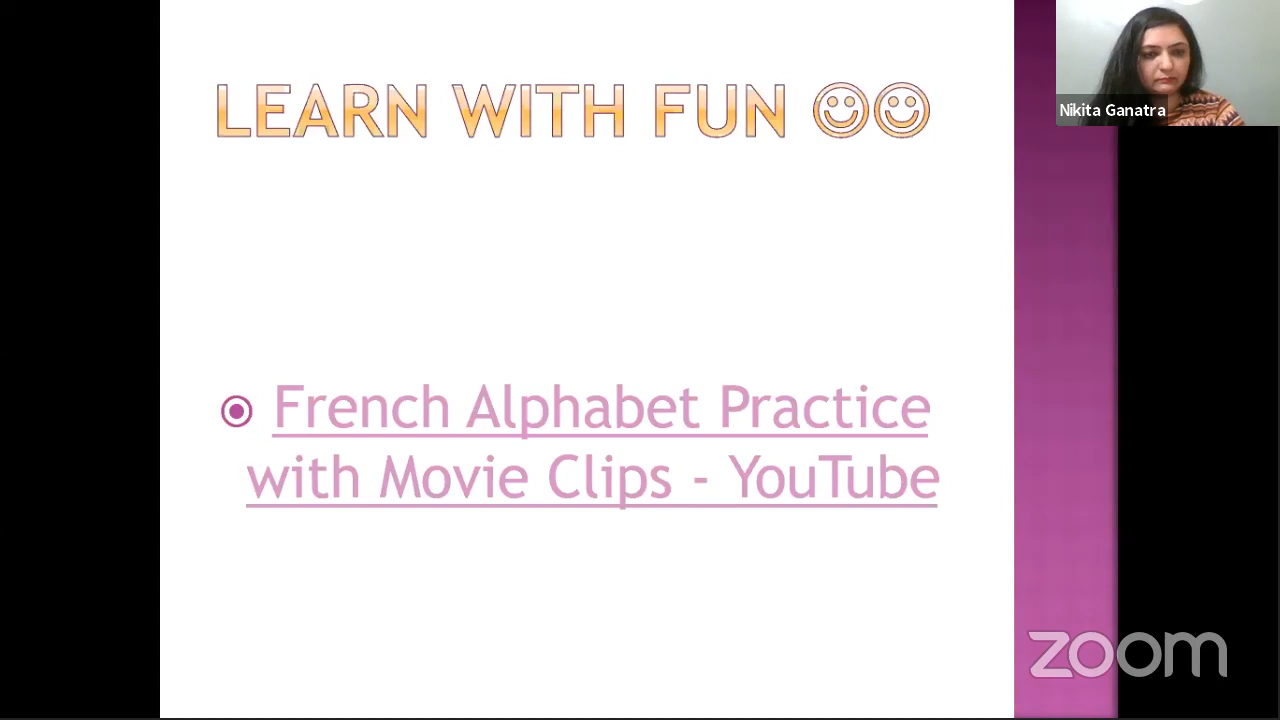 LEARN WITH FUN ☺☺
Nikita Ganatra
French Alphabet Practice
with Movie Clips - YouTube
zoom